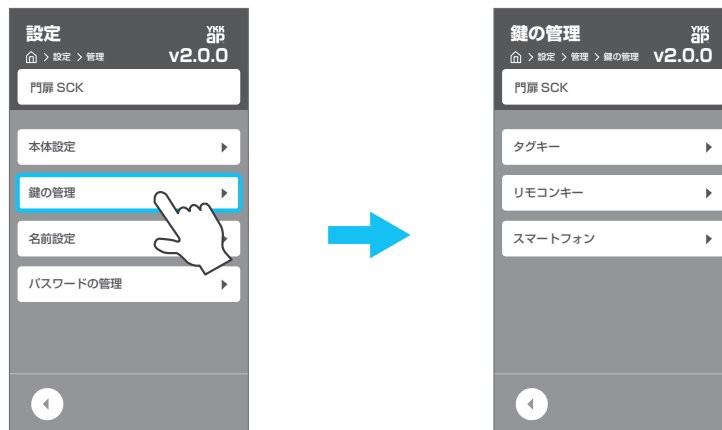 設定
YKK
ap
設定 > 管理
v2.0.0
門扉 SCK
本体設定
鍵の管理
名前設定
パスワードの管理
鍵の管理
YKK
ap
設定 > 管理 > 鍵の管理
v2.0.0
門扉 SCK
タグキー
リモコンキー
スマートフォン